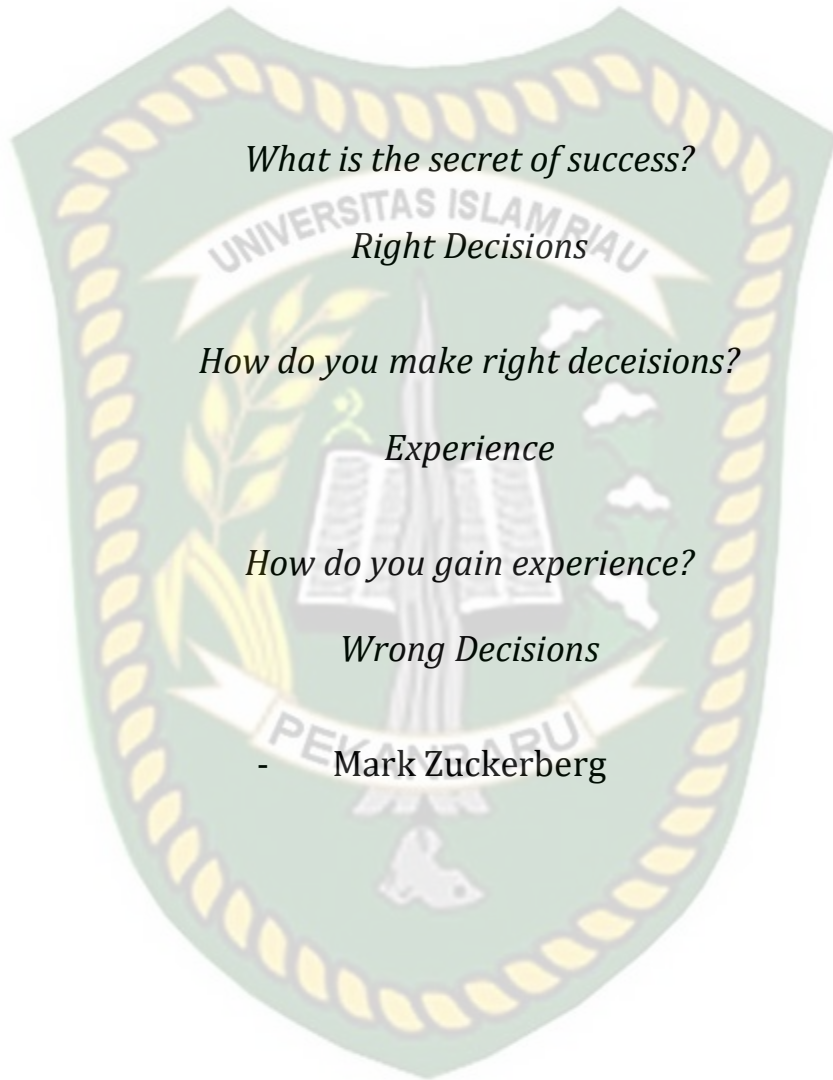 What is the secret of success?
UNIVERSITAS ISLAM RIAU
Right Decisions
How do you make right deceisions?
Experience
How do you gain experience?
Wrong Decisions
PEKANBARU
- Mark Zuckerberg